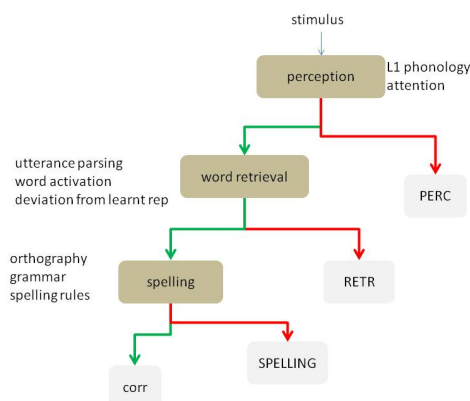 stimulus
perception
L1 phonology
attention
utterance parsing
word activation
deviation from learnt rep
word retrieval
PERC
orthography
grammar
spelling rules
spelling
RETR
SPELLING
corr